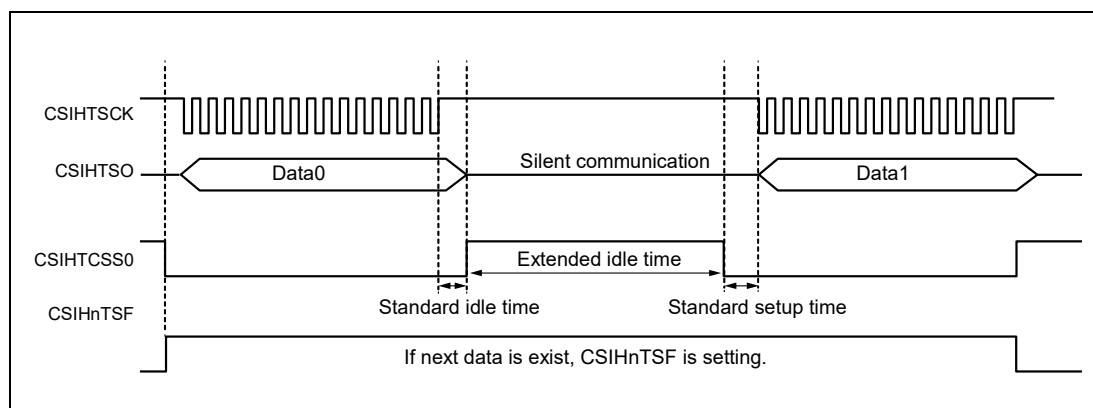 CSIHTSCK
CSIHTSO
Data0
Silent communication
Data1
CSIHTCSS0
Extended idle time
Standard idle time
Standard setup time
CSIHnTSF
If next data is exist, CSIHnTSF is setting.